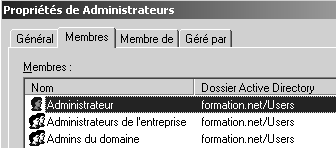 Propriétés de Administrateurs
Général Membres Membre de Géré par
Membres :
Nom Dossier Active Directory
Administrateur formation.net/Users
Administrateurs de l'entreprise formation.net/Users
Admins du domaine formation.net/Users